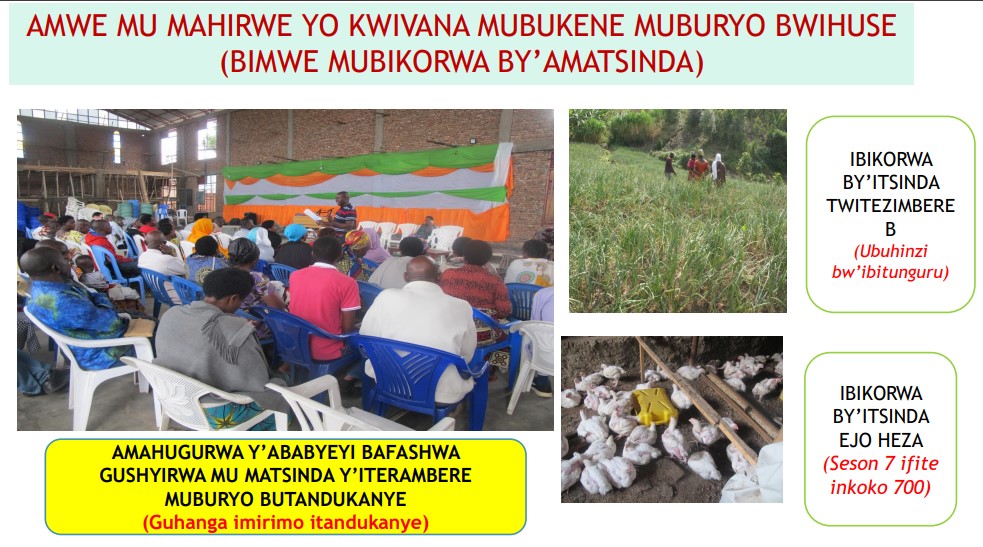 AMWE MU MAHIRWE YO KWIVANA MUBUKENE MUBURYO BWIHUSE
(BIMWE MUBIKORWA BY’AMATSINDA)
IBIKORWA
BY’ITSINDA
TWITEZIMBERE
B
(Ubuhinzi
bw’ibitunguru)
AMAHUGURWA Y’ABABYEYI BAFASHWA
GUSHYIRWA MU MATSINDA Y’ITERAMBERE
MUBURYO BUTANDUKANYE
(Guhanga imirimo itandukanye)
IBIKORWA
BY’ITSINDA
EJO HEZA
(Seson 7 ifite
inkoko 700)